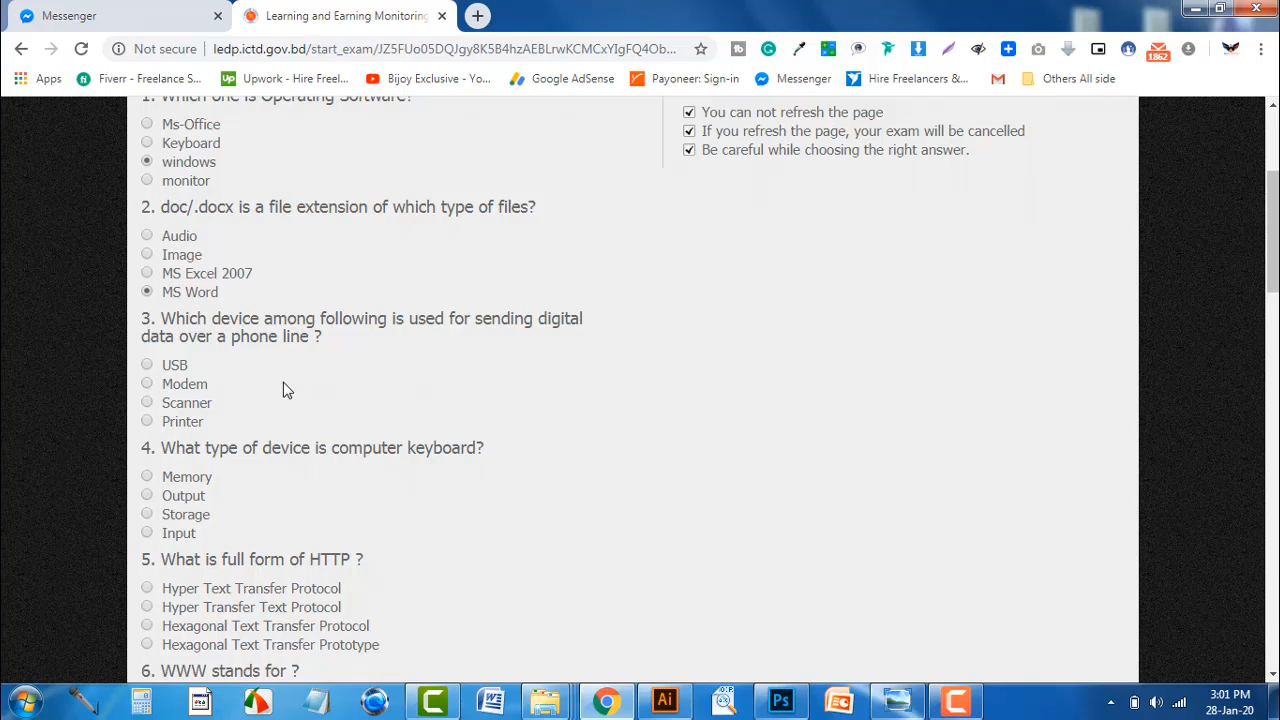 Messenger
Learning and Earning Monitoring
Not secure
ledp.ictd.gov.bd/start_exam/JZ5FUo05DQJgy8K5B4hzAEBLrwKCMCxYIgFQ4Ob...
1862
Apps
Fiverr - Freelance S...
Upwork - Hire Freel...
Bijoy Exclusive - Yo...
Google AdSense
Payoneer: Sign-in
Messenger
Hire Freelancers &...
Others All side
1. Which one is Operating Software?
Ms-Office
Keyboard
windows
monitor
2. doc/.docx is a file extension of which type of files?
Audio
Image
MS Excel 2007
MS Word
3. Which device among following is used for sending digital
data over a phone line ?
USB
Modem
Scanner
Printer
4. What type of device is computer keyboard?
Memory
Output
Storage
Input
5. What is full form of HTTP ?
Hyper Text Transfer Protocol
Hyper Transfer Text Protocol
Hexagonal Text Transfer Protocol
Hexagonal Text Transfer Prototype
6. WWW stands for ?
You can not refresh the page
If you refresh the page, your exam will be cancelled
Be careful while choosing the right answer.
Ai
Ps
3:01 PM
28-Jan-20